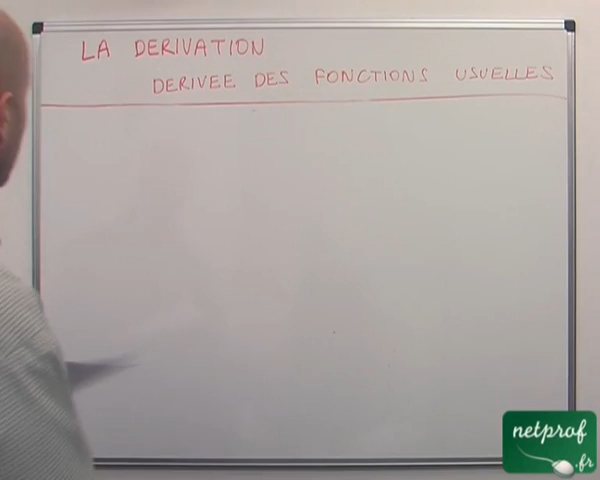 LA DERIVATION
DERIVEE DES FONCTIONS USUELLES
netprof
.fr